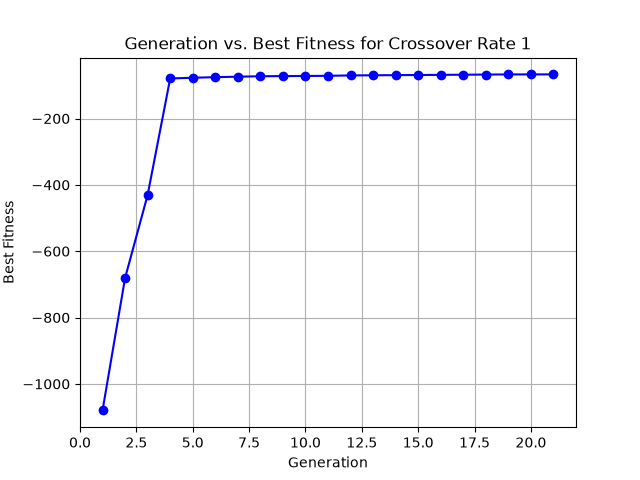 Generation vs. Best Fitness for Crossover Rate 1
Best Fitness
−200
−400
−600
−800
−1000
0.0 2.5 5.0 7.5 10.0 12.5 15.0 17.5 20.0
Generation